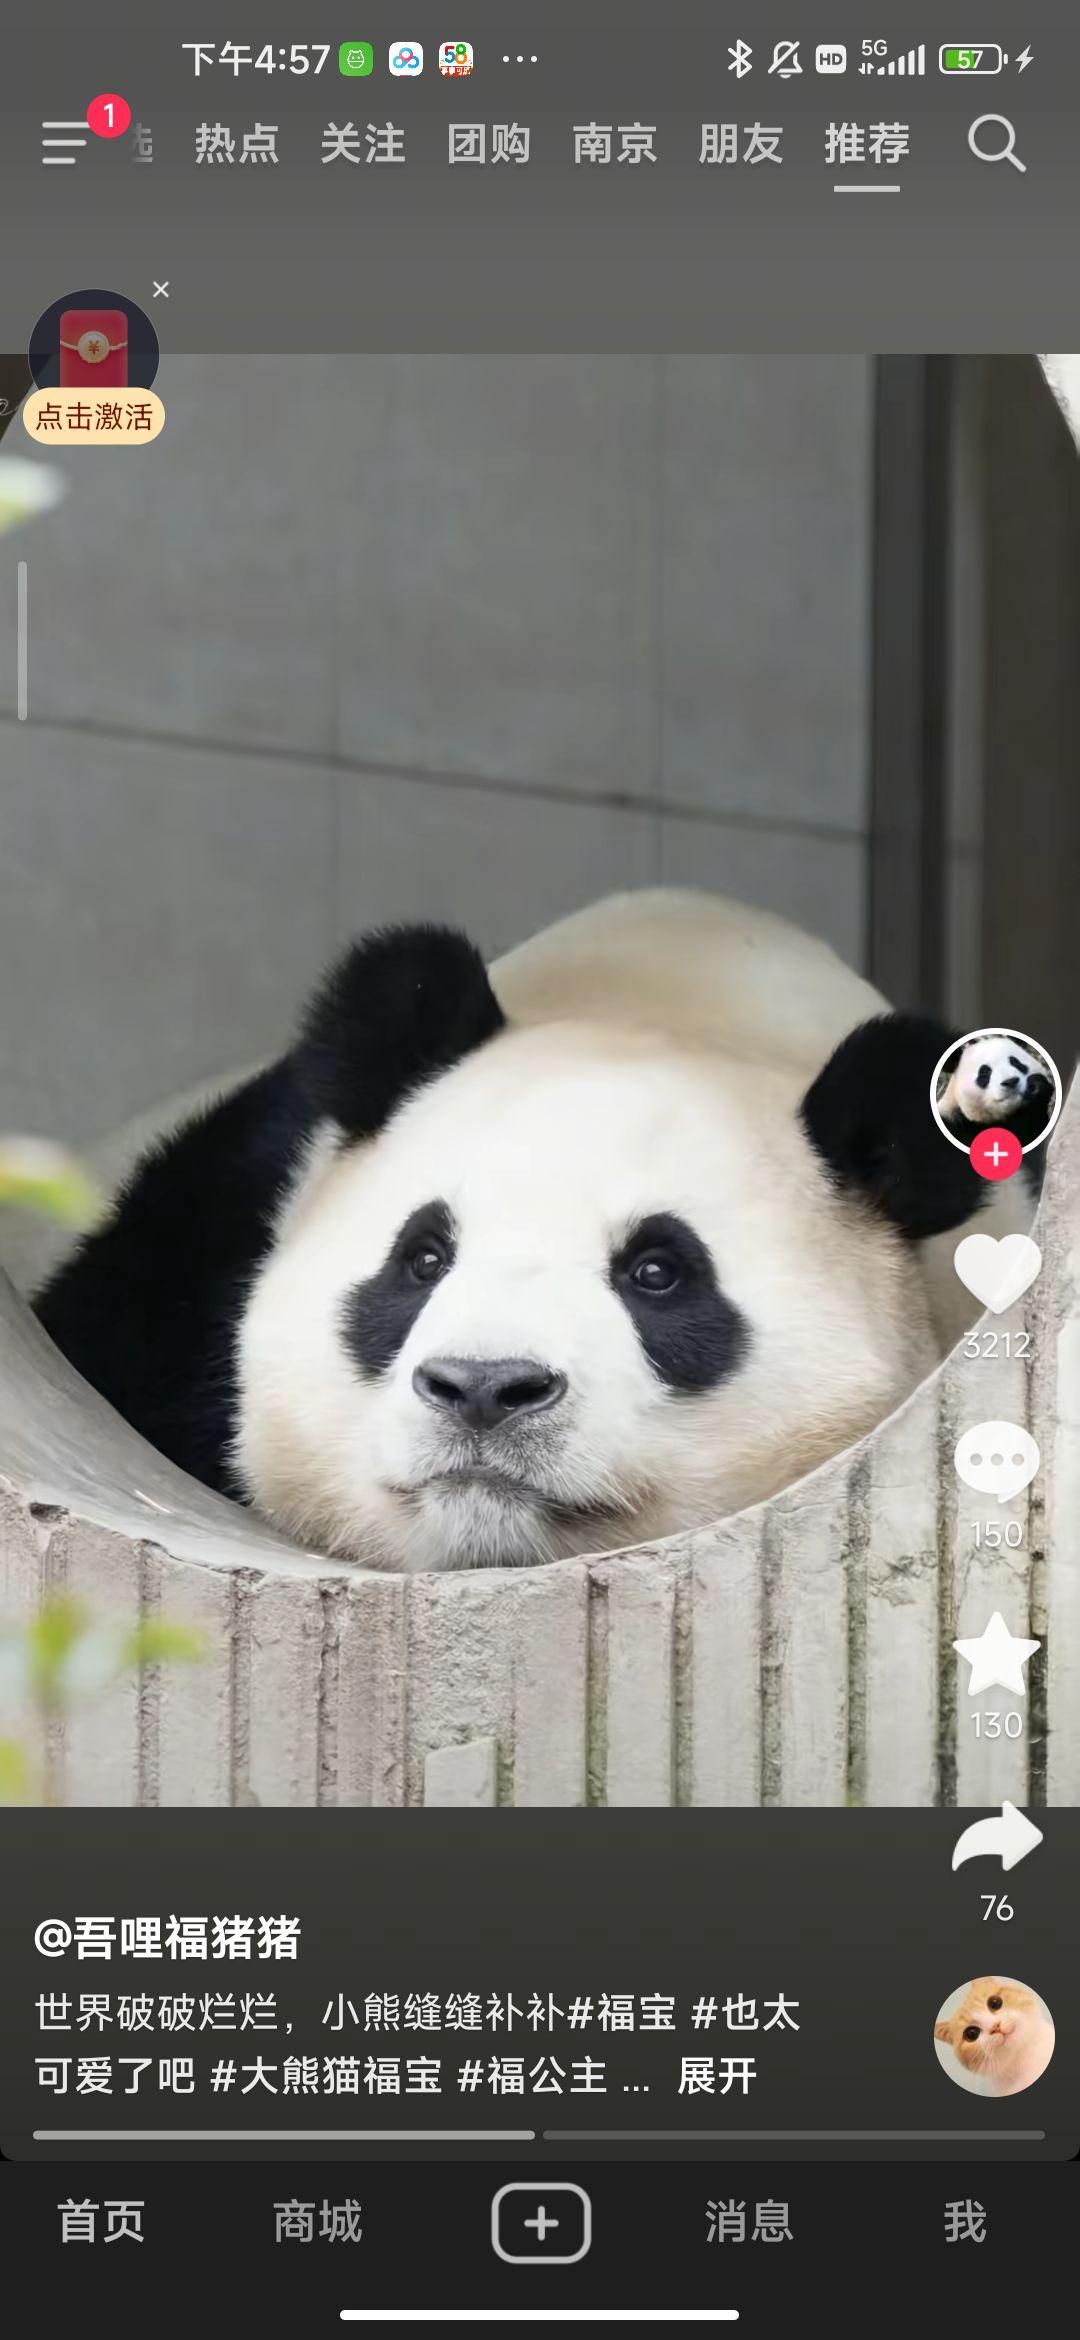 下午4:57
58
HD
5G
57
1
热点 关注 团购 南京 朋友 推荐
点击激活
3212
150
130
76
@吾哩福猪猪
世界破破烂烂，小熊缝缝补补#福宝 #也太
可爱了吧 #大熊猫福宝 #福公主 ... 展开
首页 商城 消息 我